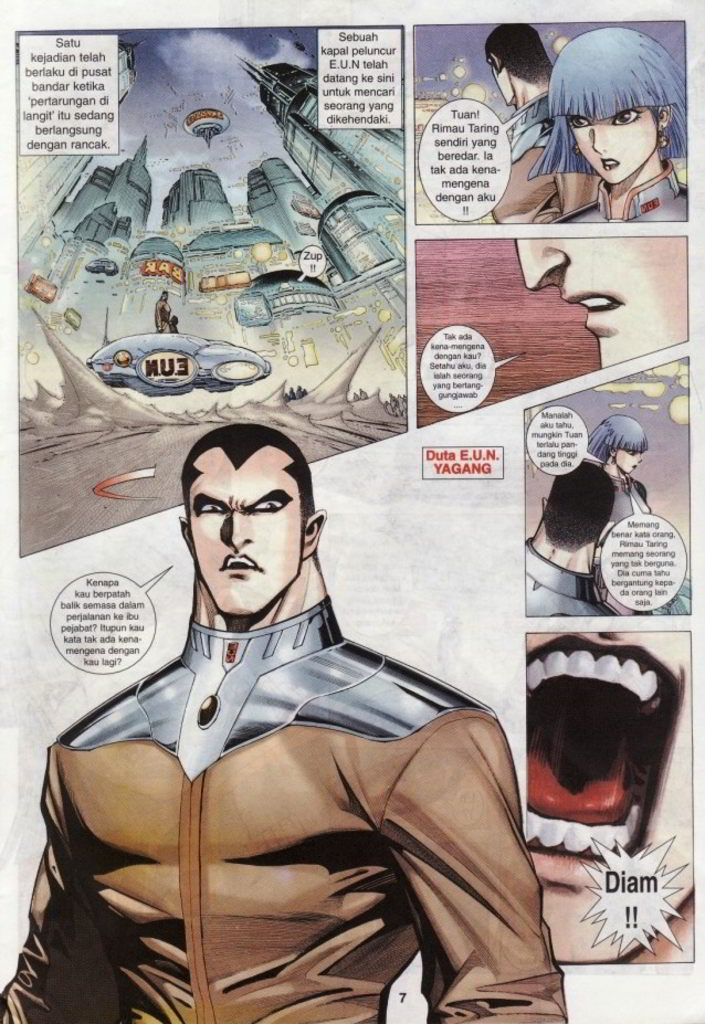 Satu
kejadian telah
berlaku di pusat
bandar ketika
'pertarungan di
langit' itu sedang
berlangsung
dengan rancak.
Sebuah
kapal peluncur
E.U.N telah
datang ke sini
untuk mencari
seorang yang
dikehendaki.
Zup
!!
BAR
E.U.N
Tuan!
Rimau Taring
sendiri yang
beredar. Ia
tak ada kena-
mengena
dengan aku
!!
Tak ada
kena-mengena
dengan kau?
Setahu aku, dia
ialah seorang
yang bertang-
gungjawab
....
Duta E.U.N.
YAGANG
Manalah
aku tahu,
mungkin Tuan
terlalu pan-
dang tinggi
pada dia.
Memang
benar kata orang,
Rimau Taring
memang seorang
yang tak berguna.
Dia cuma tahu
bergantung kepa-
da orang lain
saja.
Kenapa
kau berpatah
balik semasa dalam
perjalanan ke ibu
pejabat? Itupun kau
kata tak ada kena-
mengena dengan
kau lagi?
Diam
!!
7